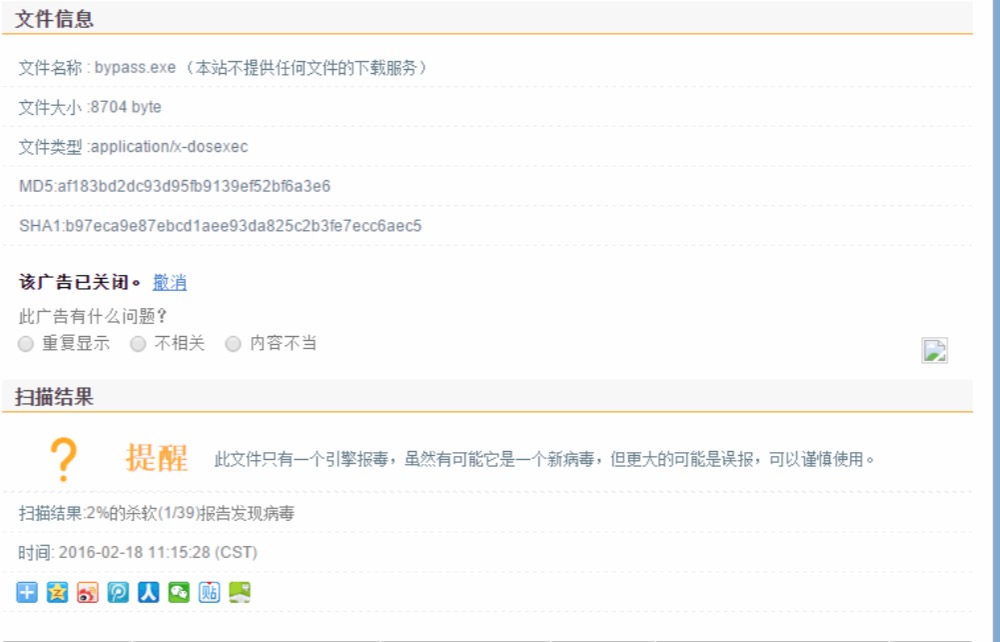 文件信息
文件名称 : bypass.exe（本站不提供任何文件的下载服务）
文件大小 :8704 byte
文件类型 :application/x-dosexec
MD5:af183bd2dc93d95fb9139ef52bf6a3e6
SHA1:b97eca9e87ebcd1aee93da825c2b3fe7ecc6aec5
该广告已关闭。 撤消
此广告有什么问题？
重复显示 不相关 内容不当
扫描结果
? 提醒 此文件只有一个引擎报毒，虽然有可能它是一个新病毒，但更大的可能是误报，可以谨慎使用。
扫描结果:2%的杀软(1/39)报告发现病毒
时间: 2016-02-18 11:15:28 (CST)